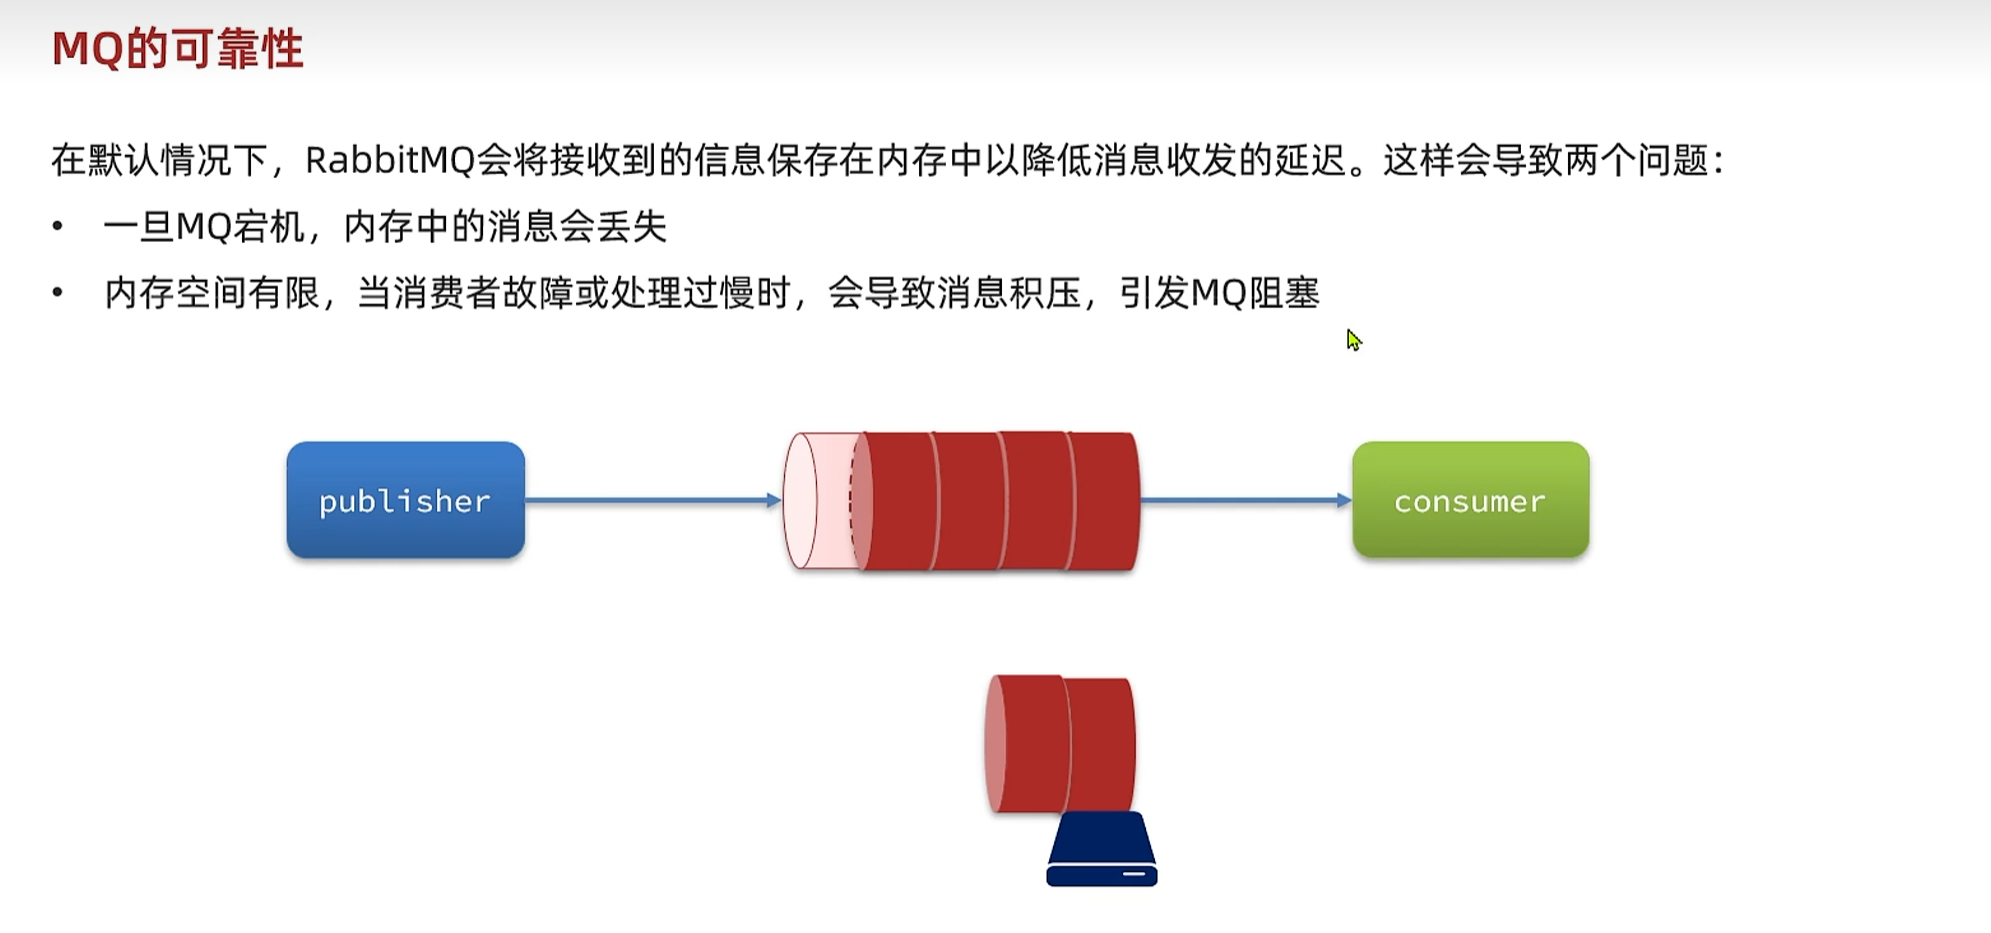 MQ的可靠性
在默认情况下，RabbitMQ会将接收到的信息保存在内存中以降低消息收发的延迟。这样会导致两个问题：
• 一旦MQ宕机，内存中的消息会丢失
• 内存空间有限，当消费者故障或处理过慢时，会导致消息积压，引发MQ阻塞
publisher
consumer